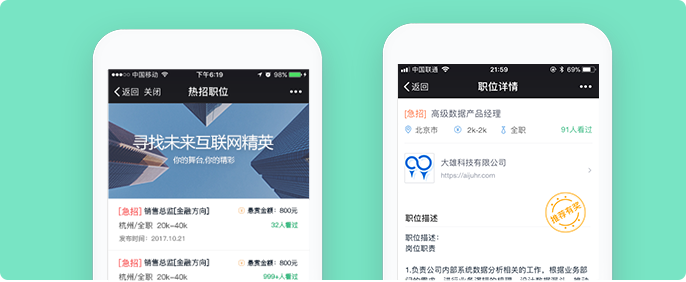 中国移动 下午6:19 98%
返回 关闭 热招职位
寻找未来互联网精英
你的舞台,你的精彩
[急招] 销售总监[金融方向] 悬赏金额：800元
杭州/全职 20k-40k 32人看过
发布时间：2017.10.21
[急招] 销售总监[金融方向] 悬赏金额：800元
杭州/全职 20k-40k 999+人看过
中国联通 21:59 69%
返回 职位详情
[急招] 高级数据产品经理
北京市 2k-2k 全职 91人看过
大雄科技有限公司
https://aijuhr.com
推荐有奖
职位描述
职位描述：
岗位职责
1.负责公司内部系统数据分析相关的工作，根据业务部